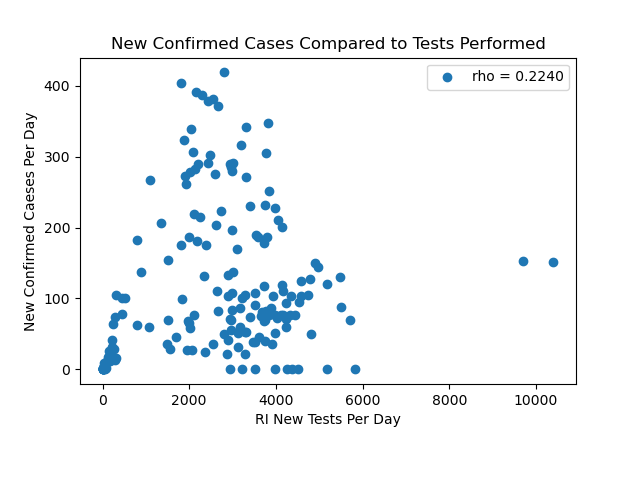 New Confirmed Cases Compared to Tests Performed
rho = 0.2240
400
300
200
100
0
New Confirmed Caeses Per Day
0 2000 4000 6000 8000 10000
RI New Tests Per Day